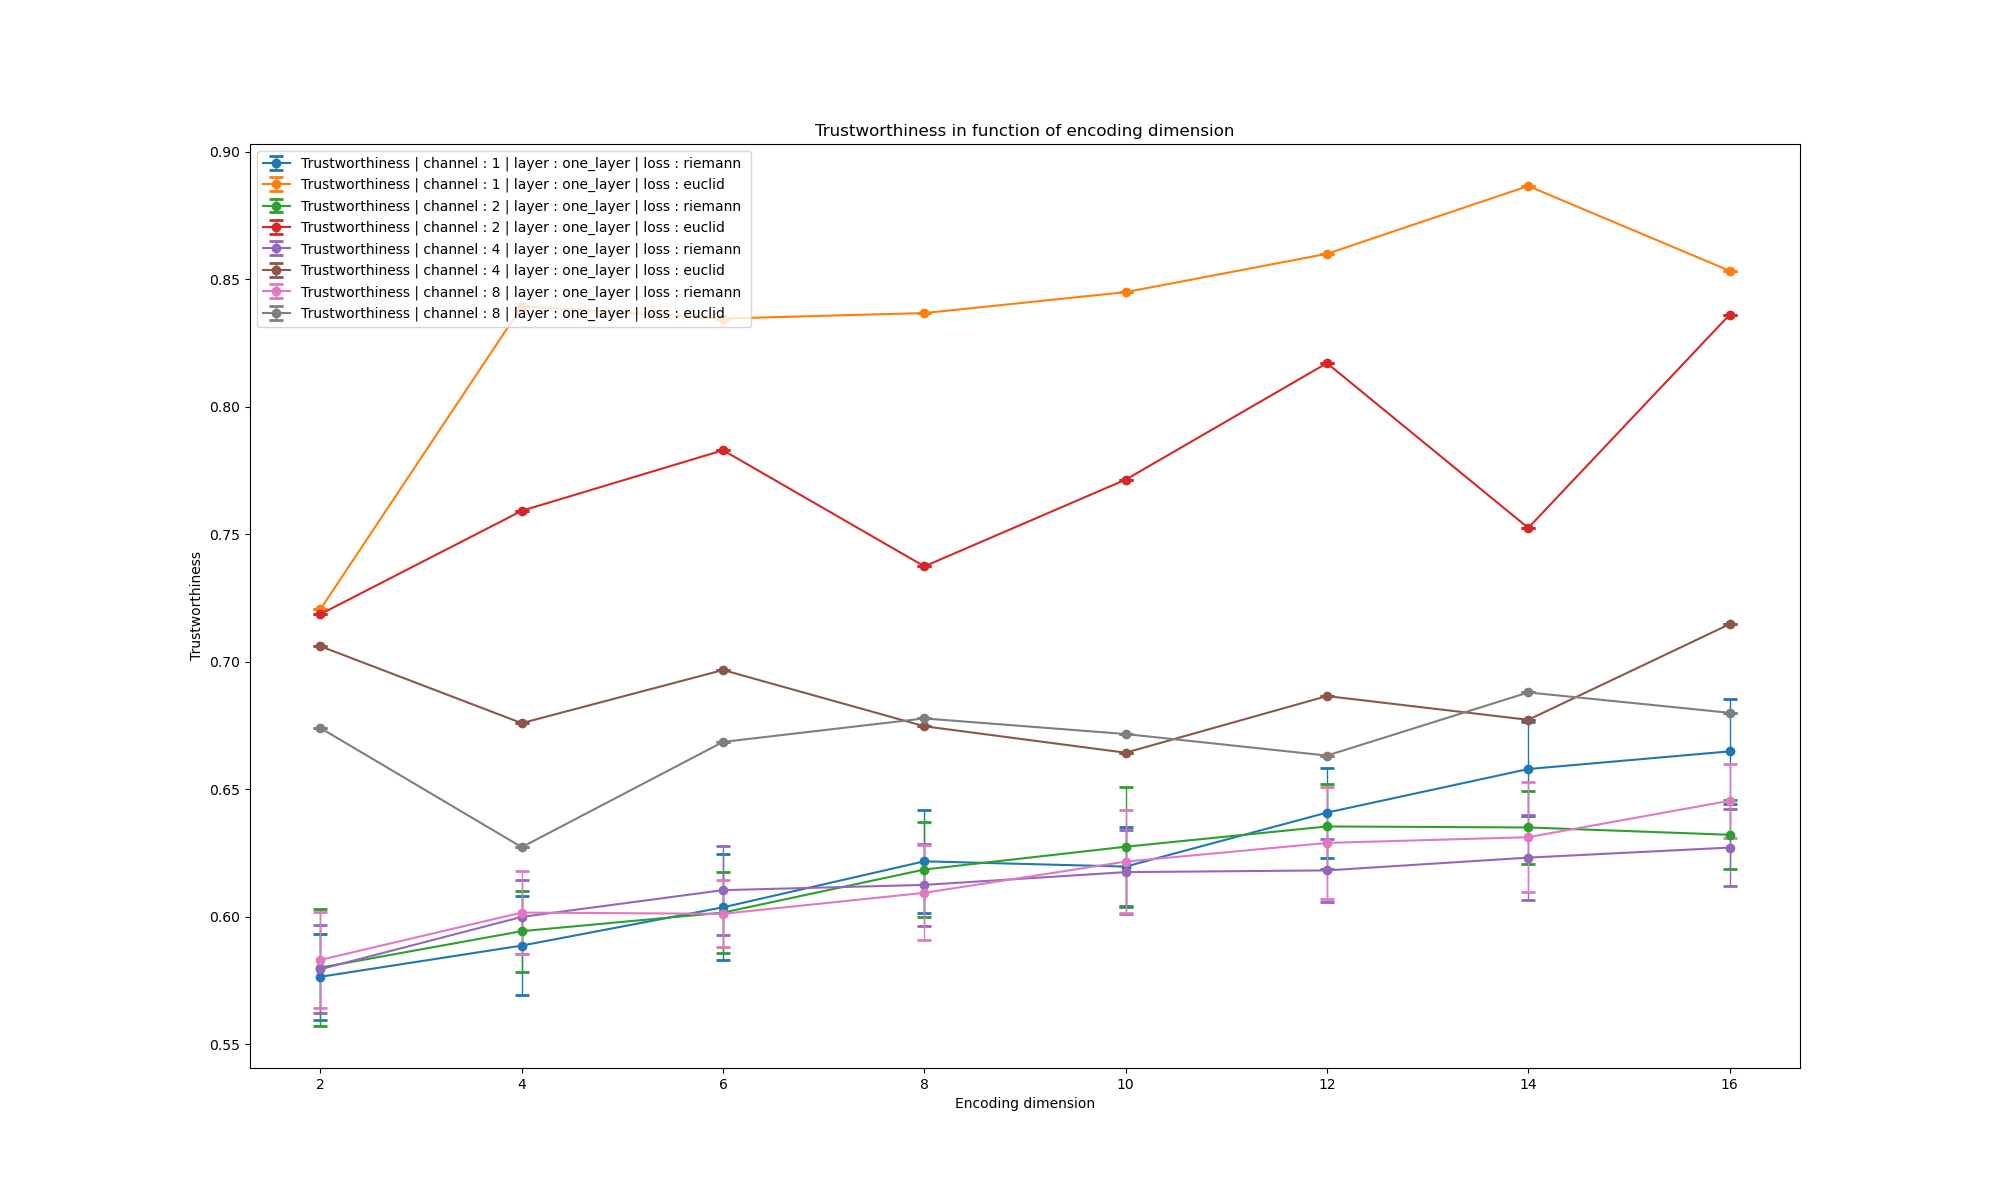 Trustworthiness in function of encoding dimension
0.90
0.85
0.80
0.75
0.70
0.65
0.60
0.55
Trustworthiness
Trustworthiness | channel : 1 | layer : one_layer | loss : riemann
Trustworthiness | channel : 1 | layer : one_layer | loss : euclid
Trustworthiness | channel : 2 | layer : one_layer | loss : riemann
Trustworthiness | channel : 2 | layer : one_layer | loss : euclid
Trustworthiness | channel : 4 | layer : one_layer | loss : riemann
Trustworthiness | channel : 4 | layer : one_layer | loss : euclid
Trustworthiness | channel : 8 | layer : one_layer | loss : riemann
Trustworthiness | channel : 8 | layer : one_layer | loss : euclid
2 4 6 8 10 12 14 16
Encoding dimension